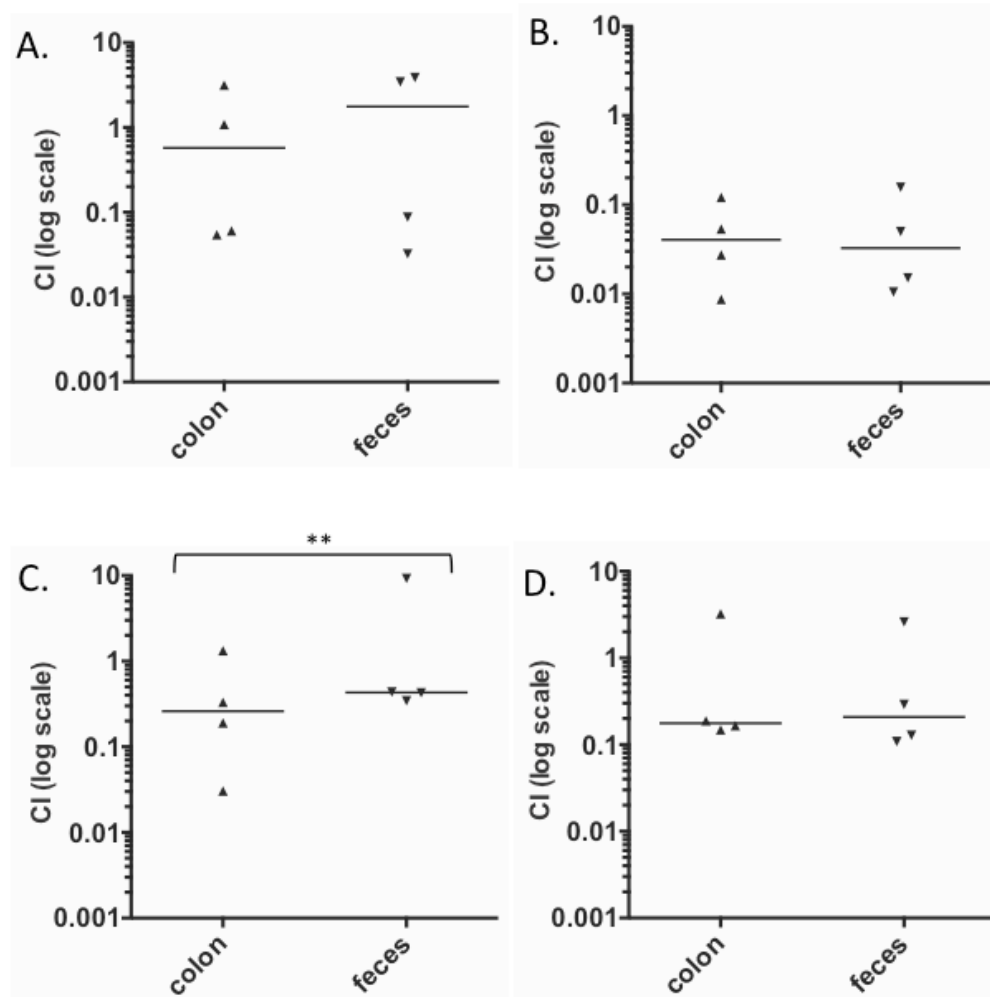 A.
CI (log scale)
10
1
0.1
0.01
0.001
colon
feces
B.
CI (log scale)
10
1
0.1
0.01
0.001
colon
feces
C.
**
CI (log scale)
10
1
0.1
0.01
0.001
colon
feces
D.
CI (log scale)
10
1
0.1
0.01
0.001
colon
feces